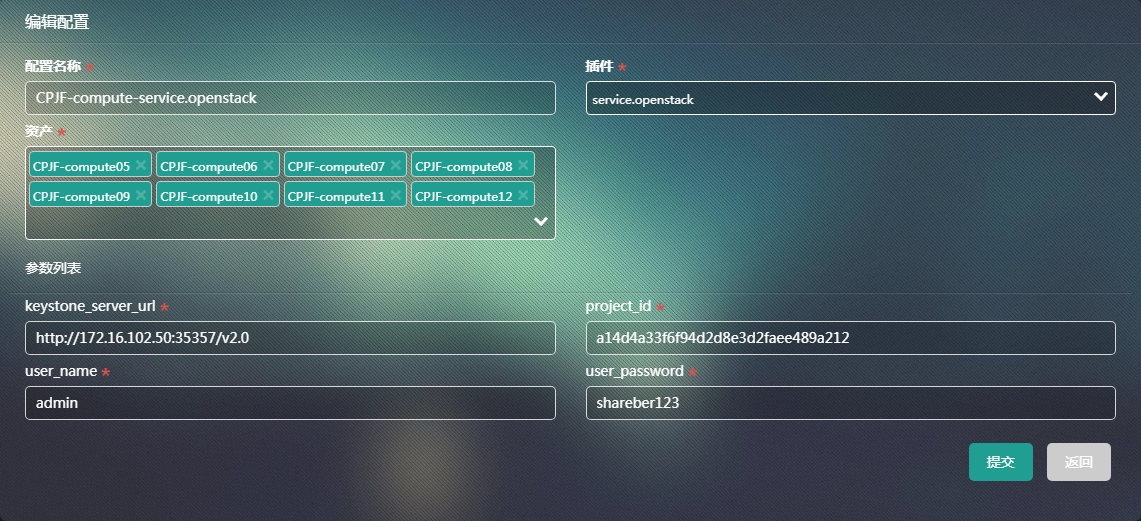 编辑配置
配置名称 * 插件 *
CPJF-compute-service.openstack service.openstack
资产 *
CPJF-compute05 × CPJF-compute06 × CPJF-compute07 × CPJF-compute08 ×
CPJF-compute09 × CPJF-compute10 × CPJF-compute11 × CPJF-compute12 ×
参数列表
keystone_server_url * project_id *
http://172.16.102.50:35357/v2.0 a14d4a33f6f94d2d8e3d2faee489a212
user_name * user_password *
admin shareber123
提交 返回